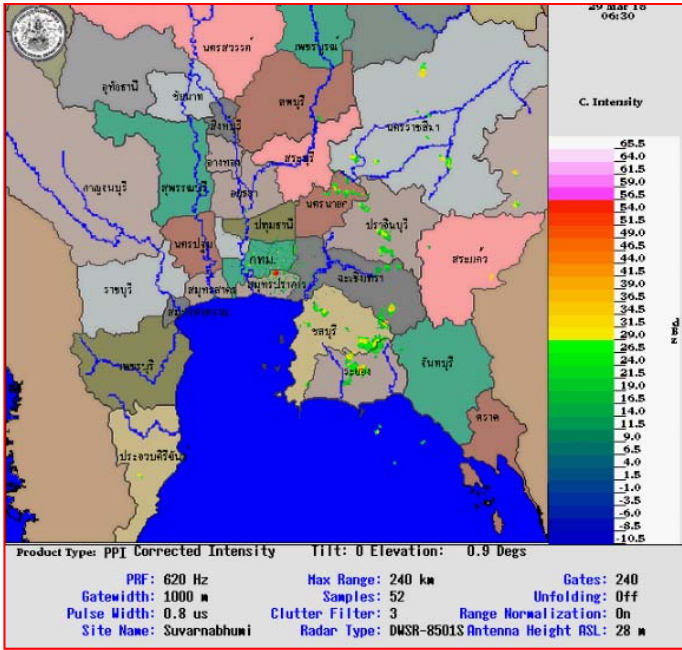 29 Mar 18
06:30
C. Intensity
นครสวรรค์
เพชรบูรณ์
อุทัยธานี
ชัยนาท
ลพบุรี
สิงหบุรี
นครราชสีมา
อ่างทอง
สระบุรี
กาญจนบุรี
สุพรรณบุรี
อยุธยา
นครนายก
ปราจีนบุรี
ปทุมธานี
นครปฐม
สระแก้ว
กทม.
ฉะเชิงเทรา
ราชบุรี
สมุทรสาคร
สมุทรปราการ
ชลบุรี
เพชรบุรี
ระยอง
จันทบุรี
ตราด
ประจวบคีรีขันธ์
65.5
64.0
61.5
59.0
56.5
54.0
51.5
49.0
46.5
44.0
41.5
39.0
36.5
34.0
31.5
29.0
26.5
24.0
21.5
19.0
16.5
14.0
11.5
9.0
6.5
4.0
1.5
-1.0
-3.5
-6.0
-8.5
-10.5
Product Type: PPI Corrected Intensity Tilt: 0 Elevation: 0.9 Degs
PRF: 620 Hz Max Range: 240 km Gates: 240
Gatewidth: 1000 m Samples: 52 Unfolding: Off
Pulse Width: 0.8 us Clutter Filter: 3 Range Normalization: On
Site Name: Suvarnabhumi Radar Type: DWSR-8501S Antenna Height ASL: 28 m